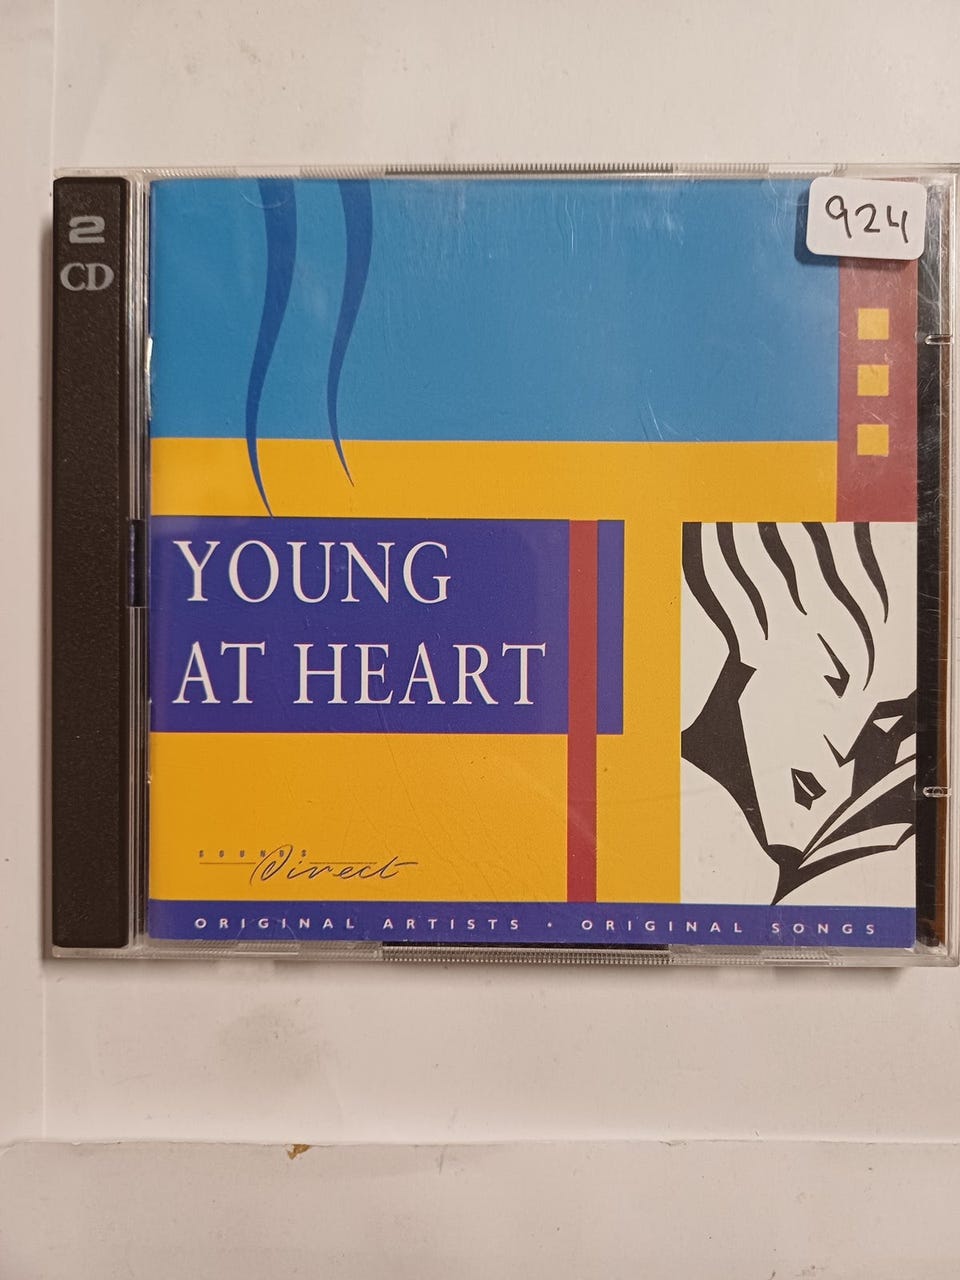 2
CD
924
YOUNG
AT HEART
SOUNDS
Direct
ORIGINAL ARTISTS • ORIGINAL SONGS